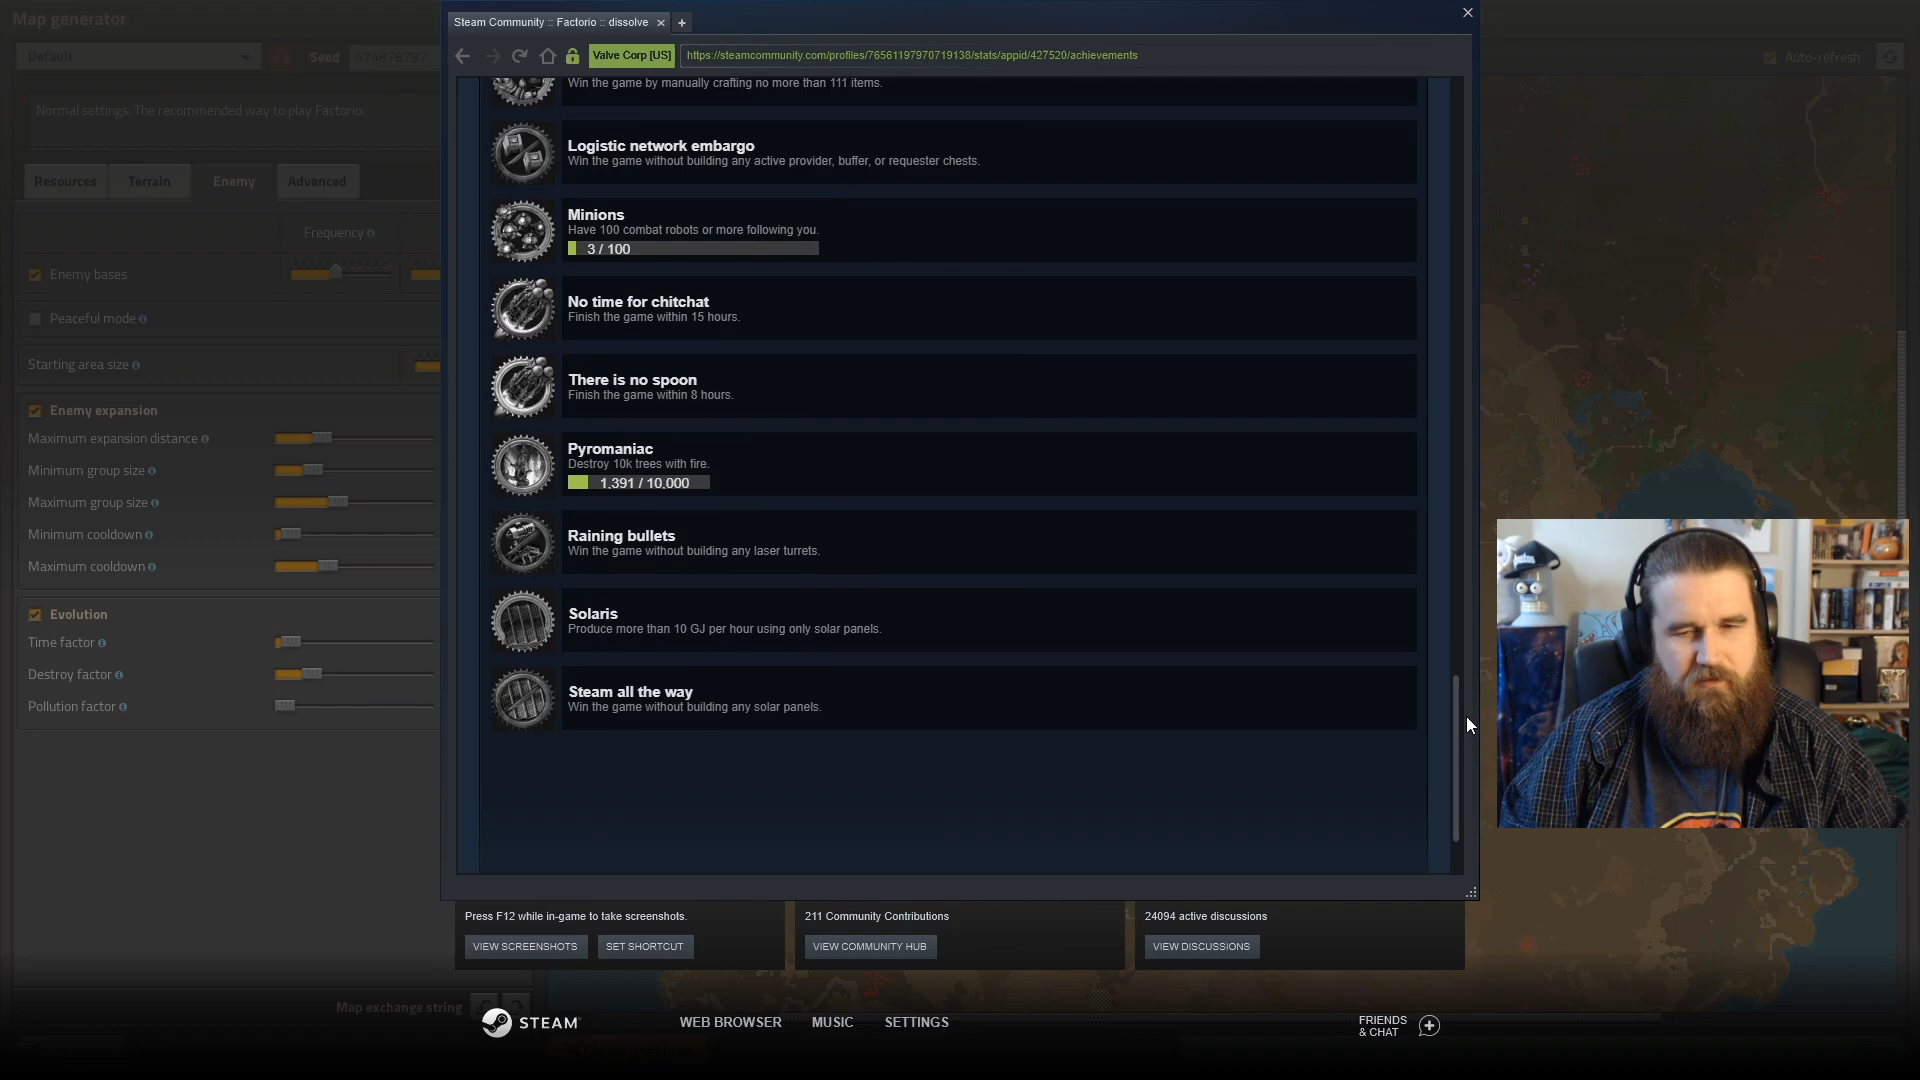 Map generator
Default
Seed
Normal settings. The recommended way to play Factorio.
Auto-refresh
Resources
Terrain
Enemy
Advanced
Frequency
Enemy bases
Peaceful mode
Starting area size
Enemy expansion
Maximum expansion distance
Minimum group size
Maximum group size
Minimum cooldown
Maximum cooldown
Evolution
Time factor
Destroy factor
Pollution factor
Map exchange string
Steam Community :: Factorio :: dissolve
Valve Corp [US]
https://steamcommunity.com/profiles/76561197970719138/stats/appid/427520/achievements
Win the game by manually crafting no more than 111 items.
Logistic network embargo
Win the game without building any active provider, buffer, or requester chests.
Minions
Have 100 combat robots or more following you.
3 / 100
No time for chitchat
Finish the game within 15 hours.
There is no spoon
Finish the game within 8 hours.
Pyromaniac
Destroy 10k trees with fire.
1,391 / 10,000
Raining bullets
Win the game without building any laser turrets.
Solaris
Produce more than 10 GJ per hour using only solar panels.
Steam all the way
Win the game without building any solar panels.
Press F12 while in-game to take screenshots.
VIEW SCREENSHOTS
SET SHORTCUT
211 Community Contributions
VIEW COMMUNITY HUB
24094 active discussions
VIEW DISCUSSIONS
STEAM
WEB BROWSER
MUSIC
SETTINGS
FRIENDS
& CHAT